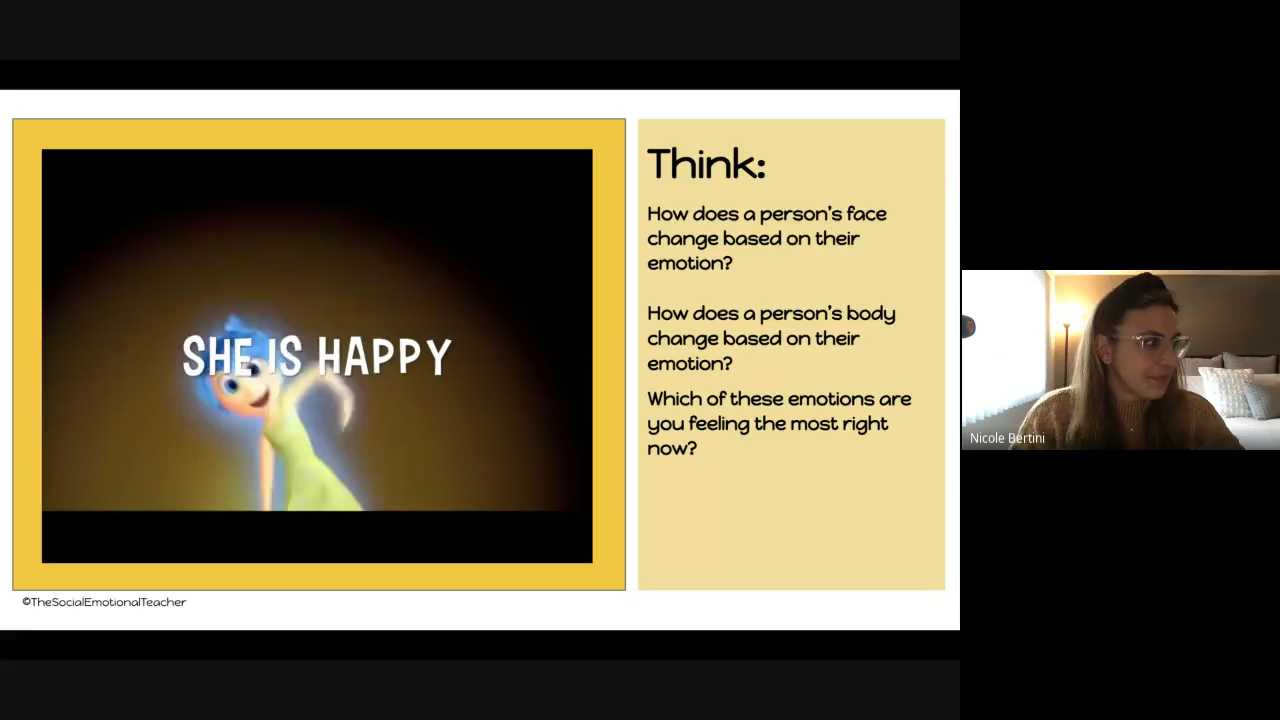 SHE IS HAPPY
Think:
How does a person's face
change based on their
emotion?
How does a person's body
change based on their
emotion?
Which of these emotions are
you feeling the most right
now?
©TheSocialEmotionalTeacher
Nicole Bertini